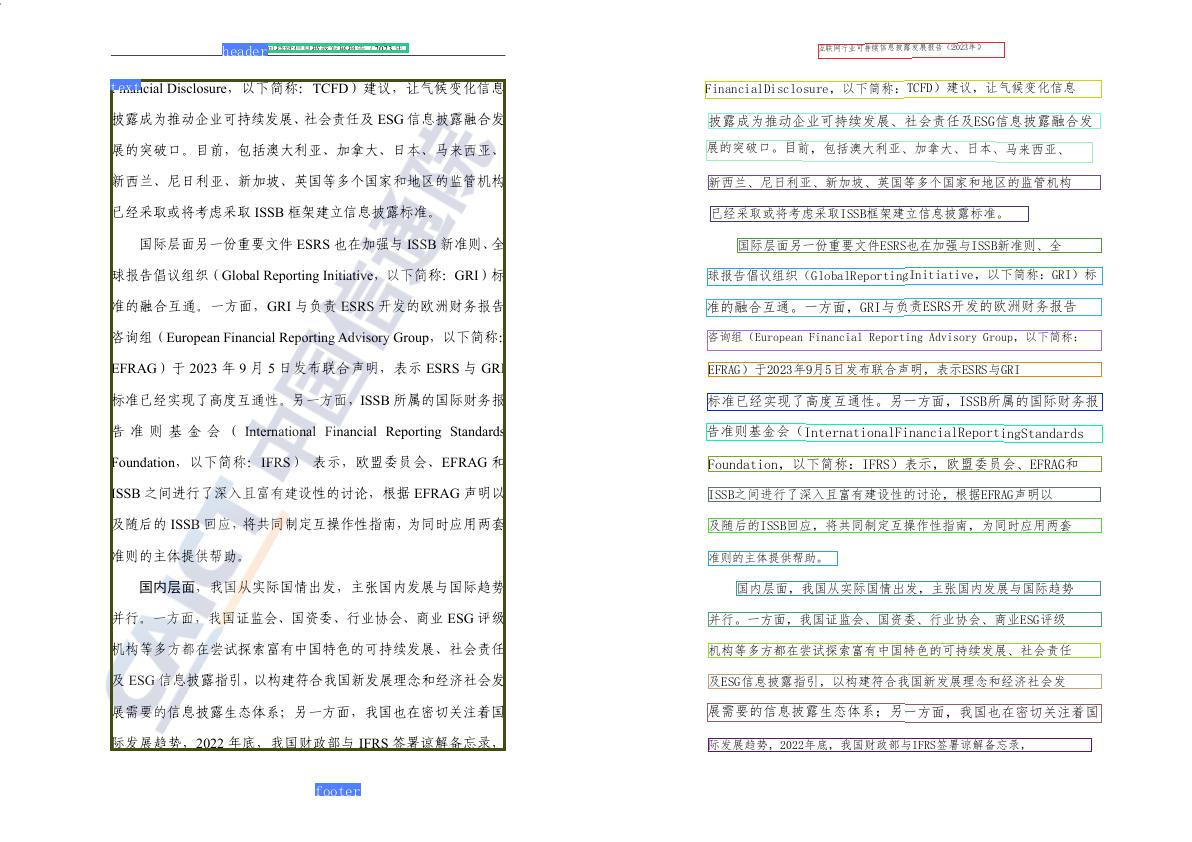 header
text
Financial Disclosure，以下简称：TCFD）建议，让气候变化信息
披露成为推动企业可持续发展、社会责任及 ESG 信息披露融合发
展的突破口。目前，包括澳大利亚、加拿大、日本、马来西亚、
新西兰、尼日利亚、新加坡、英国等多个国家和地区的监管机构
已经采取或将考虑采取 ISSB 框架建立信息披露标准。
国际层面另一份重要文件 ESRS 也在加强与 ISSB 新准则、全
球报告倡议组织（Global Reporting Initiative，以下简称：GRI）标
准的融合互通。一方面，GRI 与负责 ESRS 开发的欧洲财务报告
咨询组（European Financial Reporting Advisory Group，以下简称:
EFRAG）于 2023 年 9 月 5 日发布联合声明，表示 ESRS 与 GRI
标准已经实现了高度互通性。另一方面，ISSB 所属的国际财务报
告准则基金会（ International Financial Reporting Standards
Foundation，以下简称：IFRS） 表示，欧盟委员会、EFRAG 和
ISSB 之间进行了深入且富有建设性的讨论，根据 EFRAG 声明以
及随后的 ISSB 回应，将共同制定互操作性指南，为同时应用两套
准则的主体提供帮助。
国内层面，我国从实际国情出发，主张国内发展与国际趋势
并行。一方面，我国证监会、国资委、行业协会、商业 ESG 评级
机构等多方都在尝试探索富有中国特色的可持续发展、社会责任
及 ESG 信息披露指引，以构建符合我国新发展理念和经济社会发
展需要的信息披露生态体系；另一方面，我国也在密切关注着国
际发展趋势，2022 年底，我国财政部与 IFRS 签署谅解备忘录，
CAICT 中国信通院
footer
互联网行业可持续信息披露发展报告（2023年）
FinancialDisclosure，以下简称：TCFD）建议，让气候变化信息
披露成为推动企业可持续发展、社会责任及ESG信息披露融合发
展的突破口。目前，包括澳大利亚、加拿大、日本、马来西亚、
新西兰、尼日利亚、新加坡、英国等多个国家和地区的监管机构
已经采取或将考虑采取ISSB框架建立信息披露标准。
国际层面另一份重要文件ESRS也在加强与ISSB新准则、全
球报告倡议组织（GlobalReportingInitiative，以下简称：GRI）标
准的融合互通。一方面，GRI与负责ESRS开发的欧洲财务报告
咨询组（European Financial Reporting Advisory Group，以下简称：
EFRAG）于2023年9月5日发布联合声明，表示ESRS与GRI
标准已经实现了高度互通性。另一方面，ISSB所属的国际财务报
告准则基金会（InternationalFinancialReportingStandards
Foundation，以下简称：IFRS）表示，欧盟委员会、EFRAG和
ISSB之间进行了深入且富有建设性的讨论，根据EFRAG声明以
及随后的ISSB回应，将共同制定互操作性指南，为同时应用两套
准则的主体提供帮助。
国内层面，我国从实际国情出发，主张国内发展与国际趋势
并行。一方面，我国证监会、国资委、行业协会、商业ESG评级
机构等多方都在尝试探索富有中国特色的可持续发展、社会责任
及ESG信息披露指引，以构建符合我国新发展理念和经济社会发
展需要的信息披露生态体系；另一方面，我国也在密切关注着国
际发展趋势，2022年底，我国财政部与IFRS签署谅解备忘录，